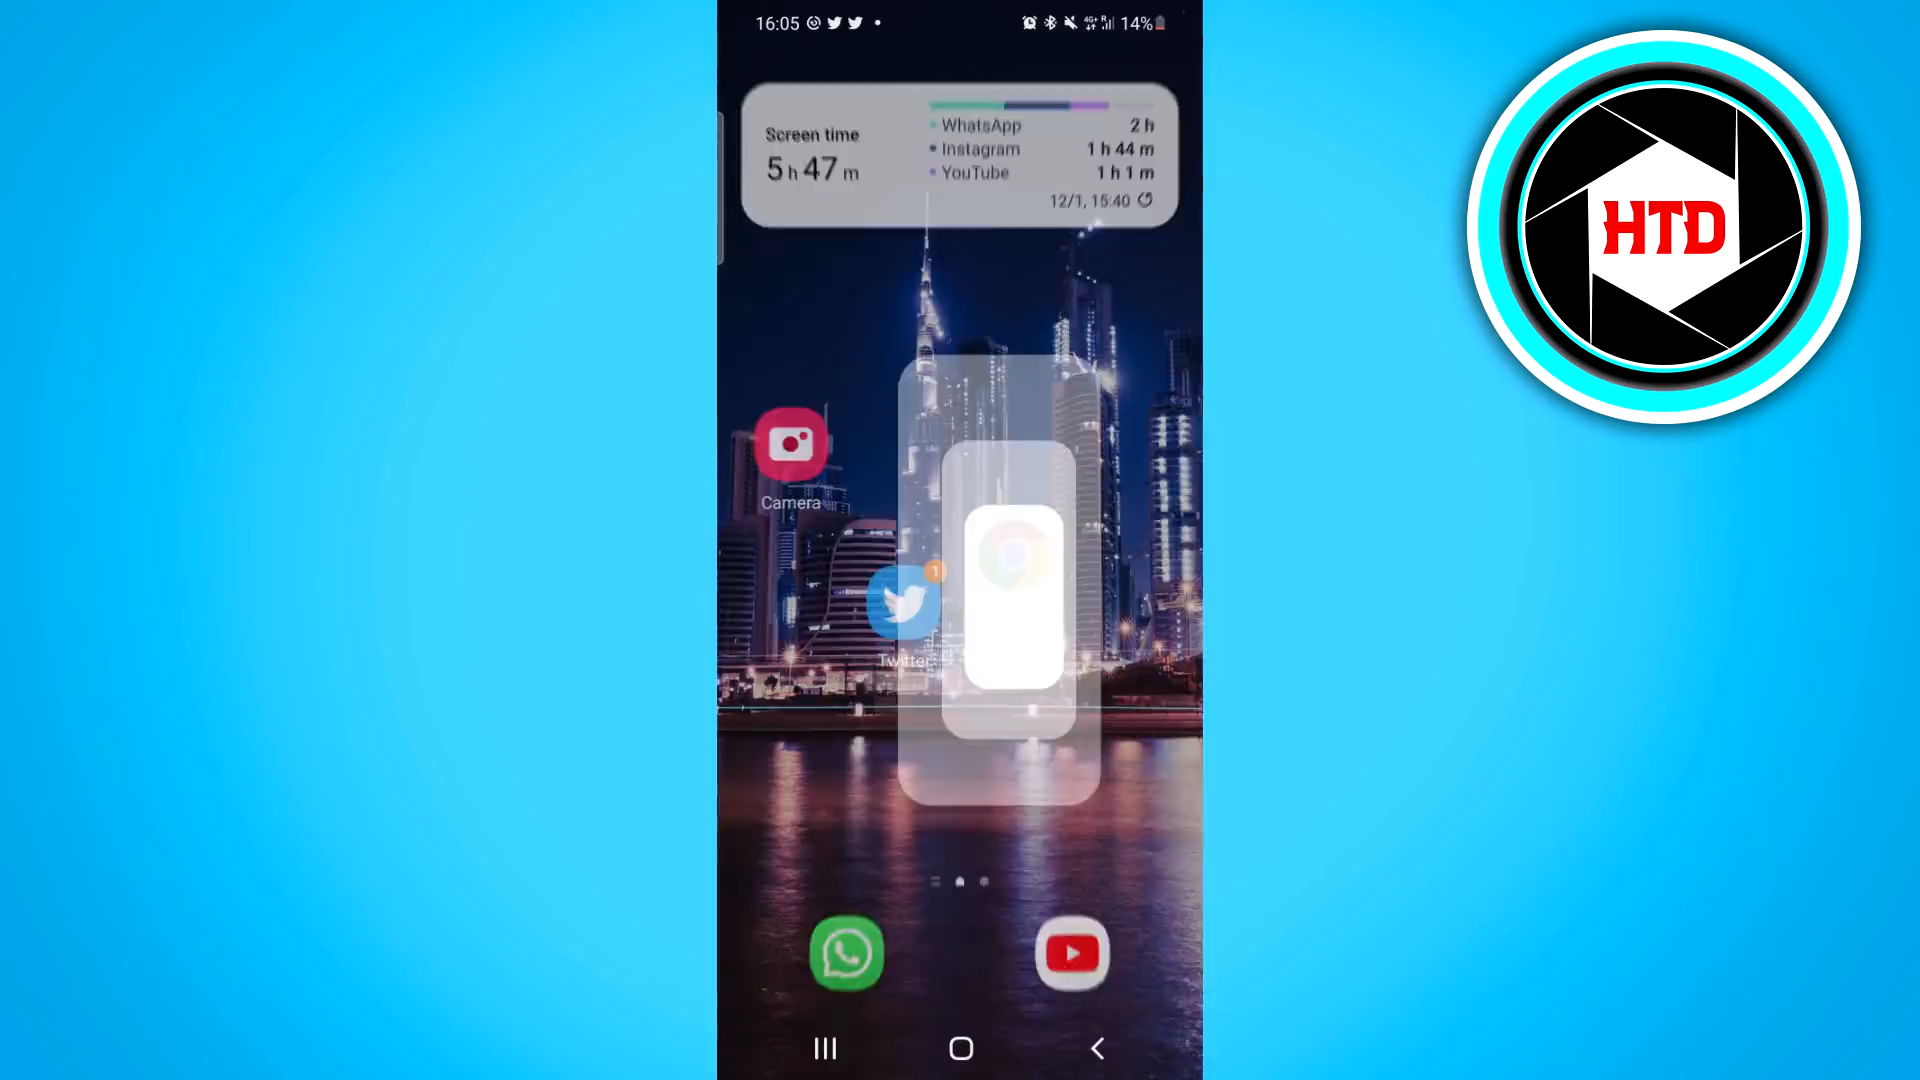 16:05
14%
Screen time
5 h 47 m
WhatsApp 2 h
Instagram 1 h 44 m
YouTube 1 h 1 m
12/1, 15:40
HTD
Camera
1
Twitter